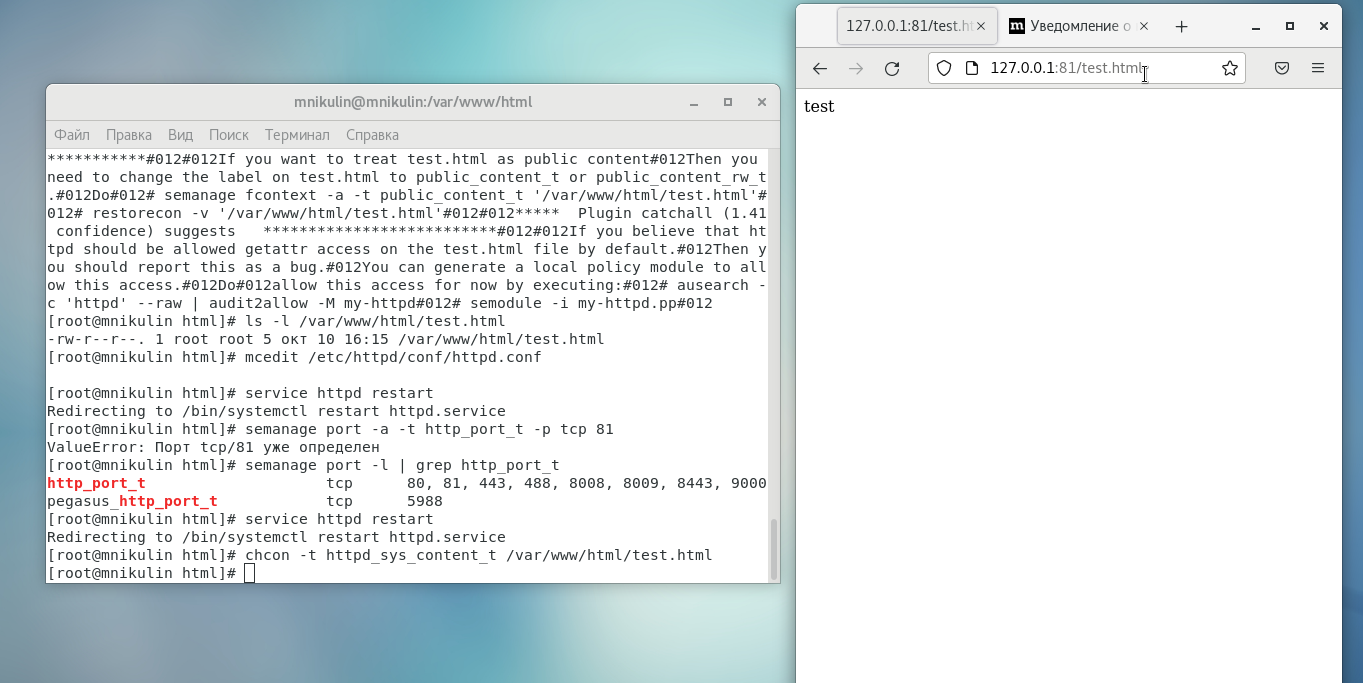 mnikulin@mnikulin:/var/www/html
Файл Правка Вид Поиск Терминал Справка
***********#012#012If you want to treat test.html as public content#012Then you
need to change the label on test.html to public_content_t or public_content_rw_t
.#012Do#012# semanage fcontext -a -t public_content_t '/var/www/html/test.html'#
012# restorecon -v '/var/www/html/test.html'#012#012*****  Plugin catchall (1.41
 confidence) suggests   **************************#012#012If you believe that ht
tpd should be allowed getattr access on the test.html file by default.#012Then y
ou should report this as a bug.#012You can generate a local policy module to all
ow this access.#012Do#012allow this access for now by executing:#012# ausearch -
c 'httpd' --raw | audit2allow -M my-httpd#012# semodule -i my-httpd.pp#012
[root@mnikulin html]# ls -l /var/www/html/test.html
-rw-r--r--. 1 root root 5 окт 10 16:15 /var/www/html/test.html
[root@mnikulin html]# mcedit /etc/httpd/conf/httpd.conf
[root@mnikulin html]# service httpd restart
Redirecting to /bin/systemctl restart httpd.service
[root@mnikulin html]# semanage port -a -t http_port_t -p tcp 81
ValueError: Порт tcp/81 уже определен
[root@mnikulin html]# semanage port -l | grep http_port_t
http_port_t                    tcp      80, 81, 443, 488, 8008, 8009, 8443, 9000
pegasus_http_port_t            tcp      5988
[root@mnikulin html]# service httpd restart
Redirecting to /bin/systemctl restart httpd.service
[root@mnikulin html]# chcon -t httpd_sys_content_t /var/www/html/test.html
[root@mnikulin html]#
127.0.0.1:81/test.ht
m Уведомление о
127.0.0.1:81/test.html
test